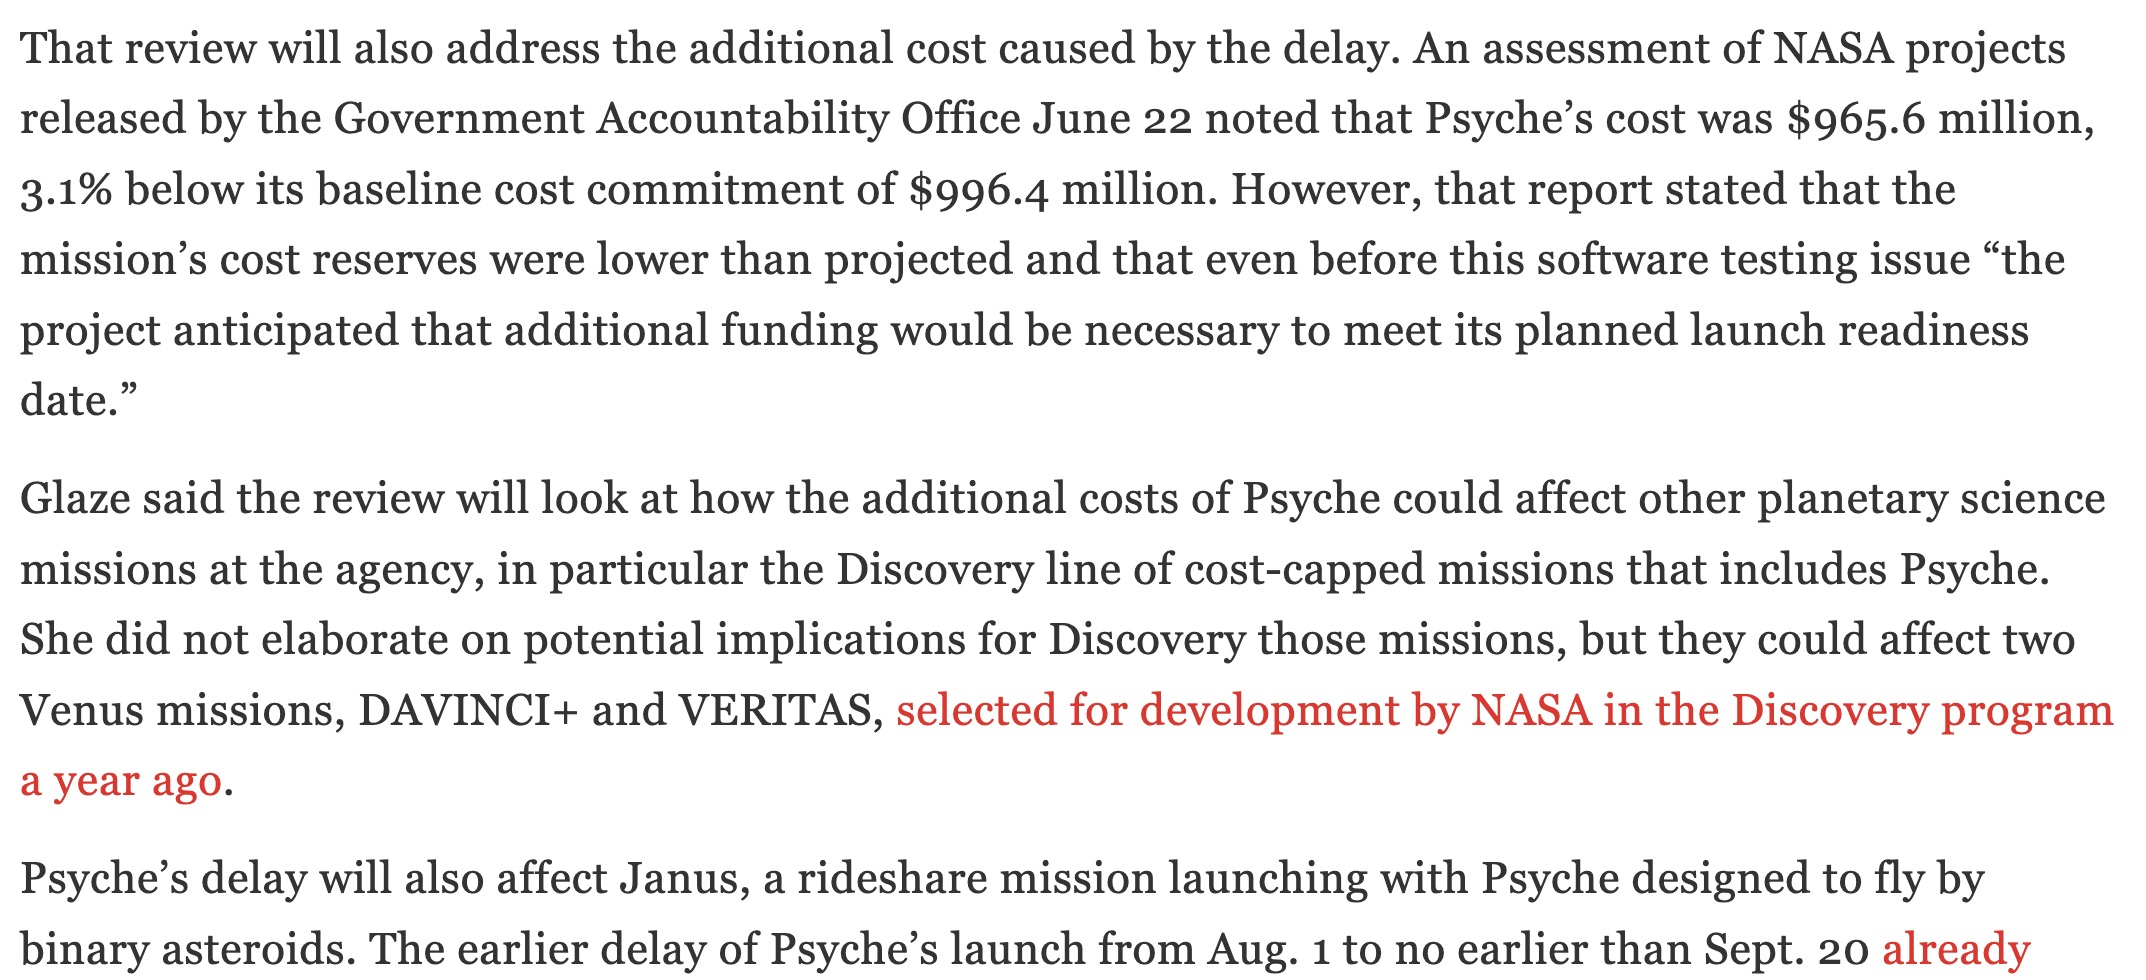 That review will also address the additional cost caused by the delay. An assessment of NASA projects
released by the Government Accountability Office June 22 noted that Psyche’s cost was $965.6 million,
3.1% below its baseline cost commitment of $996.4 million. However, that report stated that the
mission’s cost reserves were lower than projected and that even before this software testing issue “the
project anticipated that additional funding would be necessary to meet its planned launch readiness
date.”
Glaze said the review will look at how the additional costs of Psyche could affect other planetary science
missions at the agency, in particular the Discovery line of cost-capped missions that includes Psyche.
She did not elaborate on potential implications for Discovery those missions, but they could affect two
Venus missions, DAVINCI+ and VERITAS, selected for development by NASA in the Discovery program
a year ago.
Psyche’s delay will also affect Janus, a rideshare mission launching with Psyche designed to fly by
binary asteroids. The earlier delay of Psyche’s launch from Aug. 1 to no earlier than Sept. 20 already